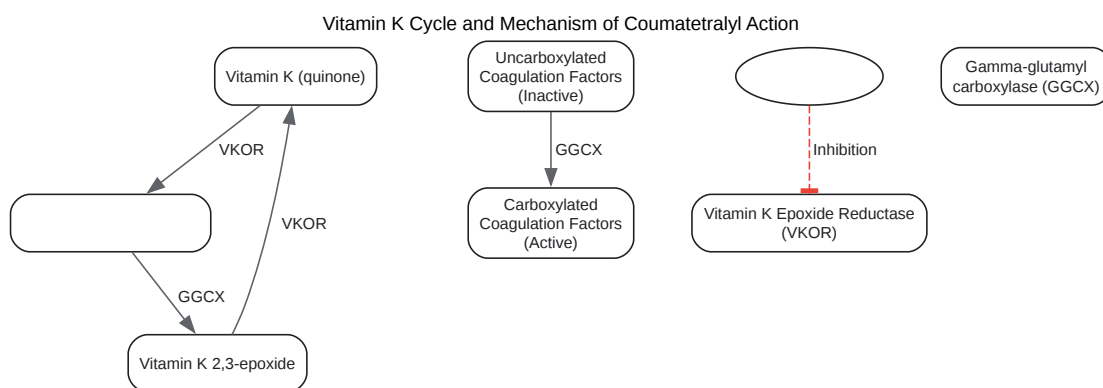 Vitamin K Cycle and Mechanism of Coumatetralyl Action
Vitamin K (quinone)
VKOR
GGCX
VKOR
Vitamin K 2,3-epoxide
Uncarboxylated
Coagulation Factors
(Inactive)
GGCX
Carboxylated
Coagulation Factors
(Active)
Inhibition
Vitamin K Epoxide Reductase
(VKOR)
Gamma-glutamyl
carboxylase (GGCX)